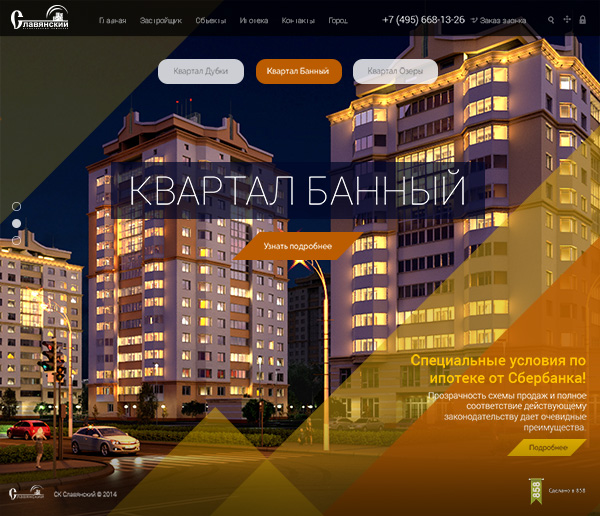 Славянский
Главная Застройщик Объекты Ипотека Контакты Город +7 (495) 668-13-26 Заказ звонка
Квартал Дубки Квартал Банный Квартал Озеры
КВАРТАЛ БАННЫЙ
Узнать подробнее
Специальные условия по
ипотеке от Сбербанка!
Прозрачность схемы продаж и полное
соответствие действующему
законодательству дает очевидные
преимущества.
Подробнее
Славянский СК Славянский © 2014 858 Сделано в 858